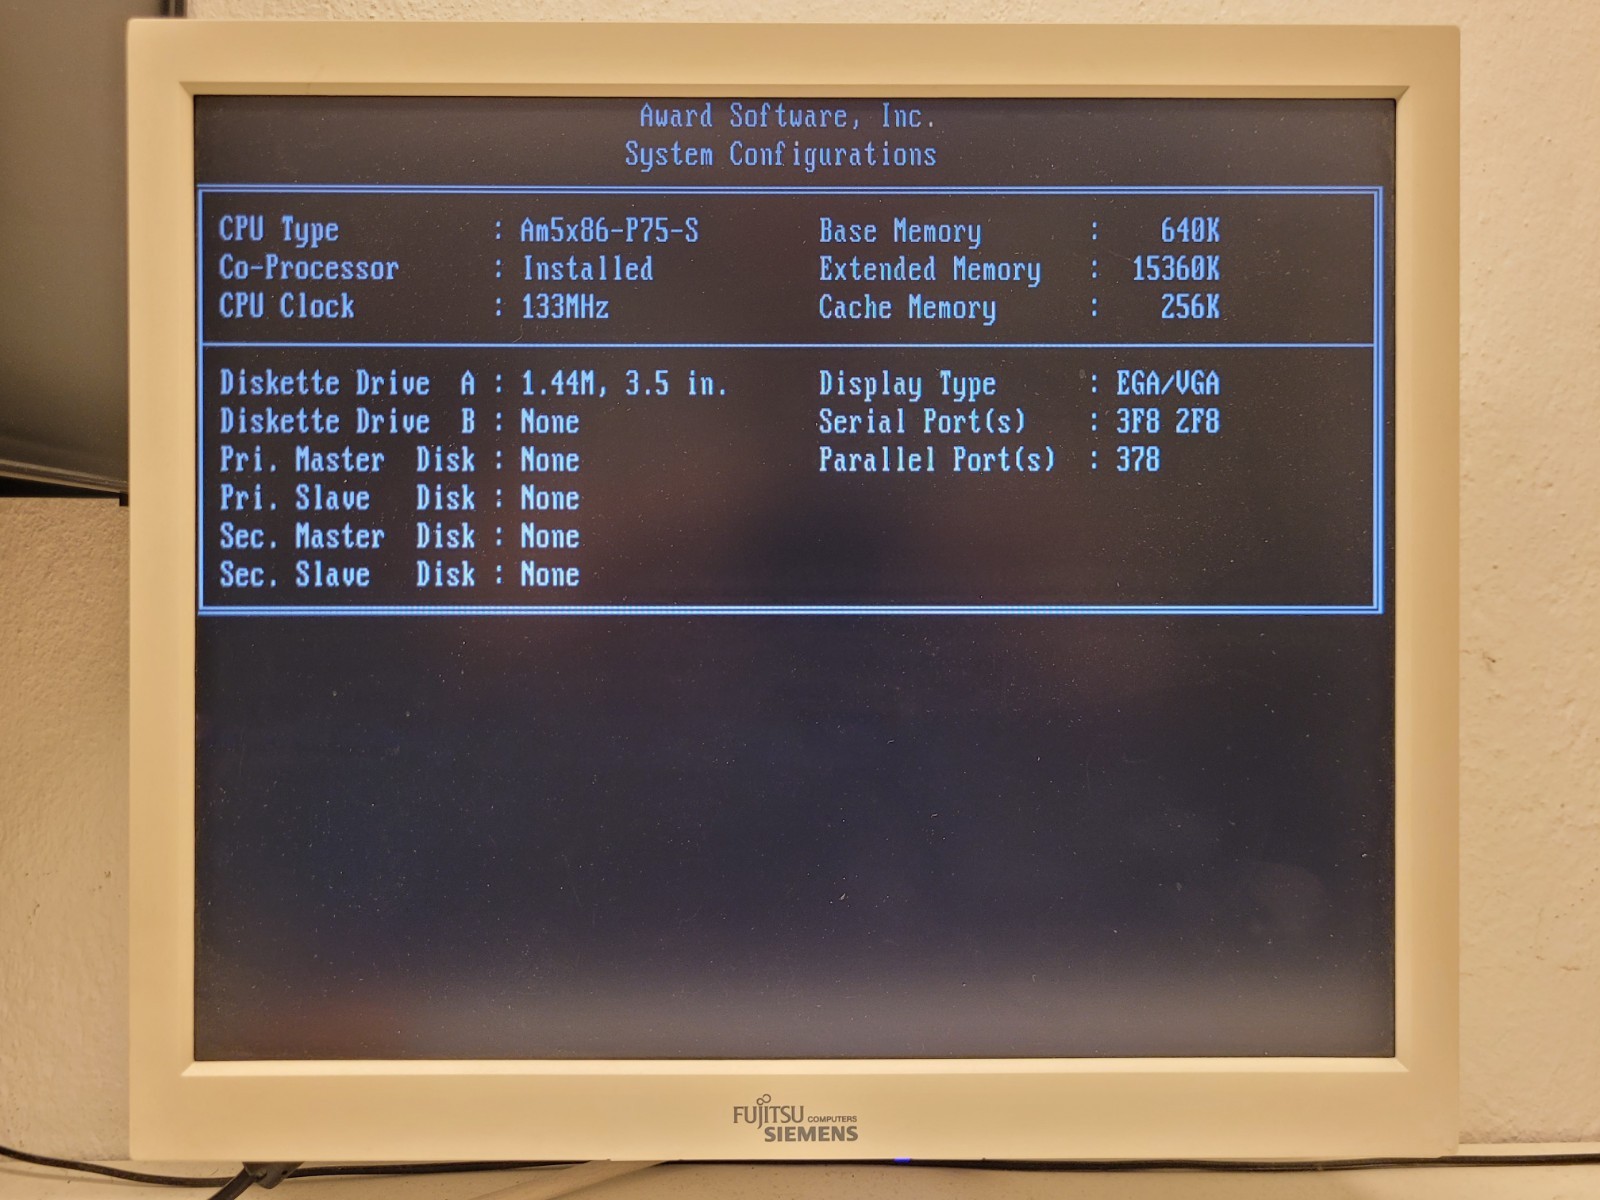 Award Software, Inc.
System Configurations
CPU Type : Am5x86-P75-S Base Memory : 640K
Co-Processor : Installed Extended Memory : 15360K
CPU Clock : 133MHz Cache Memory : 256K
Diskette Drive A : 1.44M, 3.5 in. Display Type : EGA/VGA
Diskette Drive B : None Serial Port(s) : 3F8 2F8
Pri. Master Disk : None Parallel Port(s) : 378
Pri. Slave Disk : None
Sec. Master Disk : None
Sec. Slave Disk : None
FUJITSU COMPUTERS
SIEMENS